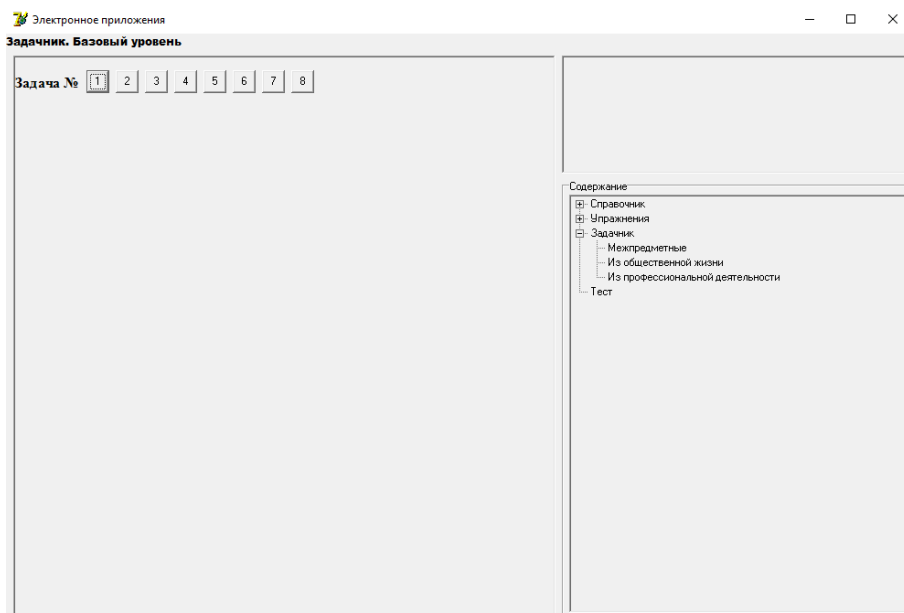 Электронное приложения
Задачник. Базовый уровень
Задача № 1 2 3 4 5 6 7 8
Содержание
Справочник
Упражнения
Задачник
Межпредметные
Из общественной жизни
Из профессиональной деятельности
Тест